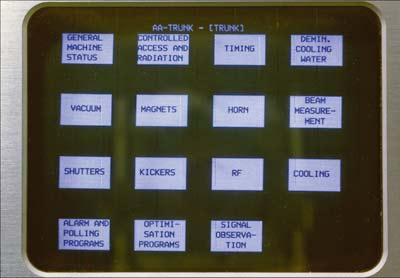 AA-TRUNK - [TRUNK]
GENERAL
MACHINE
STATUS
CONTROLLED
ACCESS AND
RADIATION
TIMING
DEMIN.
COOLING
WATER
VACUUM
MAGNETS
HORN
BEAM
MEASURE-
MENT
SHUTTERS
KICKERS
RF
COOLING
ALARM AND
POLLING
PROGRAMS
OPTIMI-
SATION
PROGRAMS
SIGNAL
OBSERVA-
TION